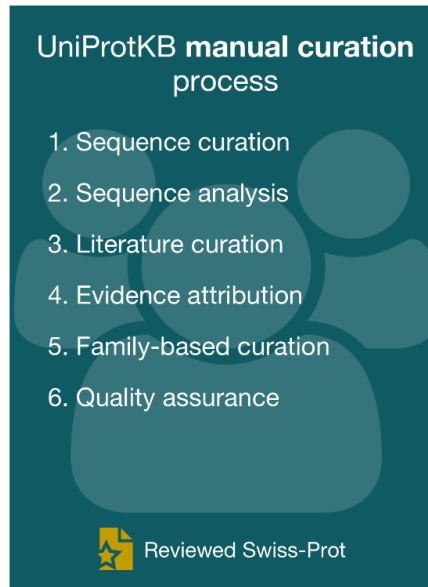 UniProtKB manual curation
process
1. Sequence curation
2. Sequence analysis
3. Literature curation
4. Evidence attribution
5. Family-based curation
6. Quality assurance
Reviewed Swiss-Prot